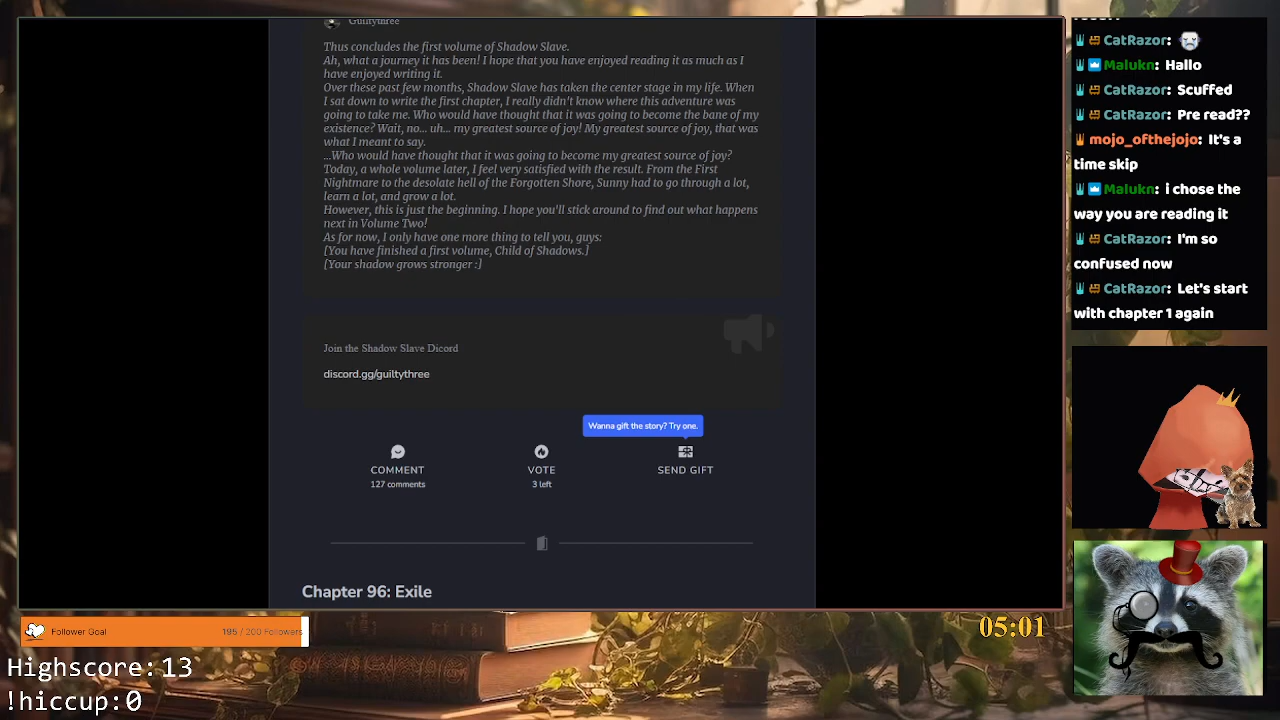 Guiltythree
Thus concludes the first volume of Shadow Slave.
Ah, what a journey it has been! I hope that you have enjoyed reading it as much as I
have enjoyed writing it.
Over these past few months, Shadow Slave has taken the center stage in my life. When
I sat down to write the first chapter, I really didn't know where this adventure was
going to take me. Who would have thought that it was going to become the bane of my
existence? Wait, no... uh... my greatest source of joy! My greatest source of joy, that was
what I meant to say.
...Who would have thought that it was going to become my greatest source of joy?
Today, a whole volume later, I feel very satisfied with the result. From the First
Nightmare to the desolate hell of the Forgotten Shore, Sunny had to go through a lot,
learn a lot, and grow a lot.
However, this is just the beginning. I hope you'll stick around to find out what happens
next in Volume Two!
As for now, I only have one more thing to tell you, guys:
[You have finished a first volume, Child of Shadows.]
[Your shadow grows stronger :]
Join the Shadow Slave Dicord
discord.gg/guiltythree
Wanna gift the story? Try one.
COMMENT
127 comments
VOTE
3 left
SEND GIFT
Chapter 96: Exile
CatRazor:
Malukn: Hallo
CatRazor: Scuffed
CatRazor: Pre read??
mojo_ofthejojo: It's a
time skip
Malukn: i chose the
way you are reading it
CatRazor: I'm so
confused now
CatRazor: Let's start
with chapter 1 again
Follower Goal
195 / 200 Followers
05:01
Highscore:13
!hiccup:0